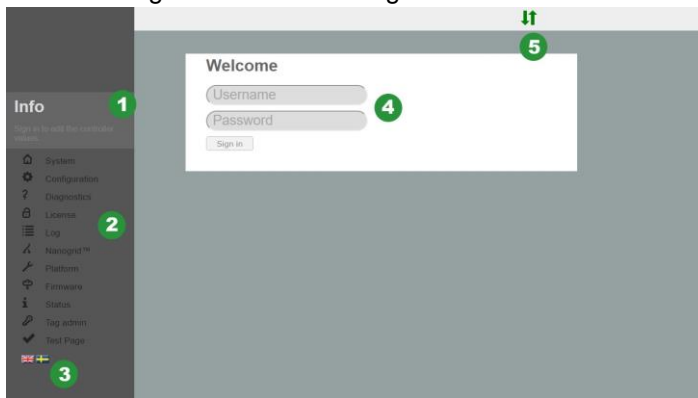 Welcome
Username
Password
Sign in
Info
Sign in to edit the controller
values.
System
Configuration
Diagnostics
License
Log
Nanogrid™
Platform
Firmware
Status
Tag admin
Test Page
1
2
3
4
5